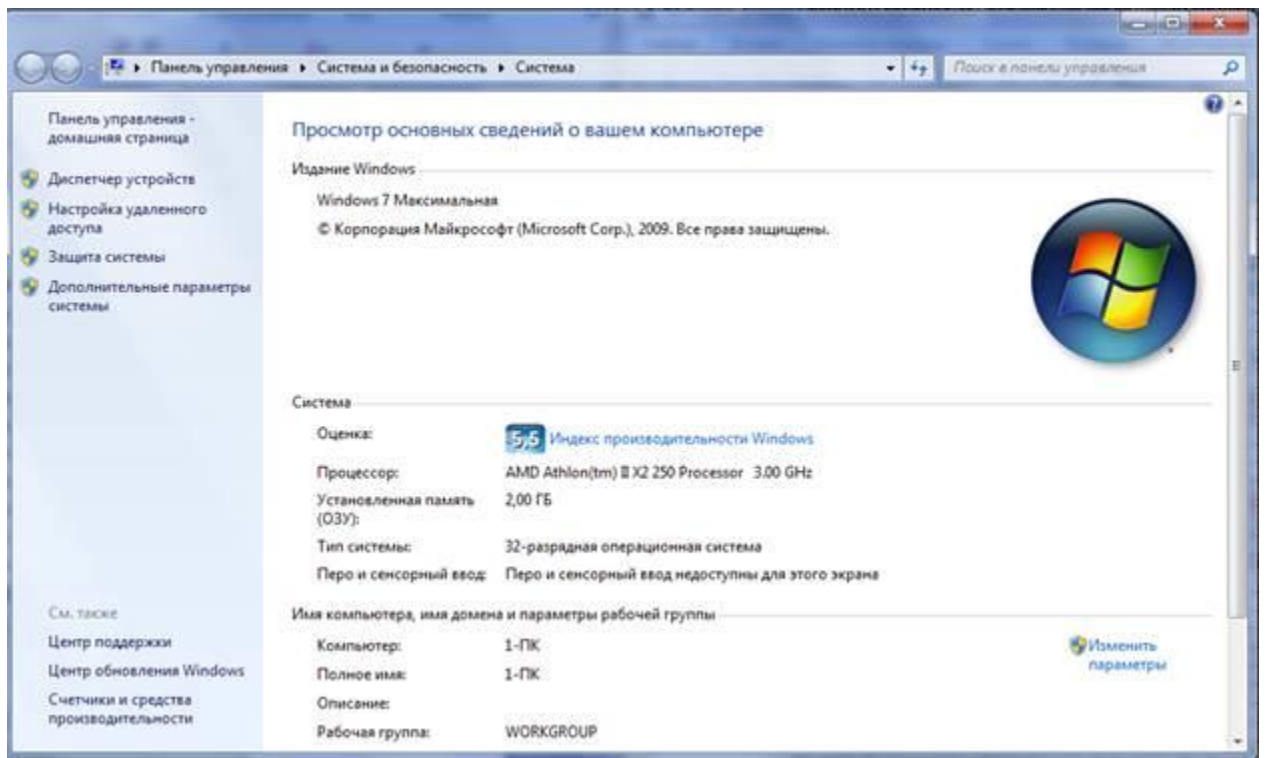 Панель управления ▸ Система и безопасность ▸ Система
Поиск в панели управления
Панель управления -
домашняя страница
Диспетчер устройств
Настройка удаленного
доступа
Защита системы
Дополнительные параметры
системы
См. также
Центр поддержки
Центр обновления Windows
Счетчики и средства
производительности
Просмотр основных сведений о вашем компьютере
Издание Windows
Windows 7 Максимальная
© Корпорация Майкрософт (Microsoft Corp.), 2009. Все права защищены.
Система
Оценка: 5,5 Индекс производительности Windows
Процессор: AMD Athlon(tm) II X2 250 Processor 3.00 GHz
Установленная память 2,00 ГБ
(ОЗУ):
Тип системы: 32-разрядная операционная система
Перо и сенсорный ввод: Перо и сенсорный ввод недоступны для этого экрана
Имя компьютера, имя домена и параметры рабочей группы
Компьютер: 1-ПК
Изменить
параметры
Полное имя: 1-ПК
Описание:
Рабочая группа: WORKGROUP